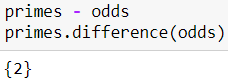 primes - odds
primes.difference(odds)
{2}